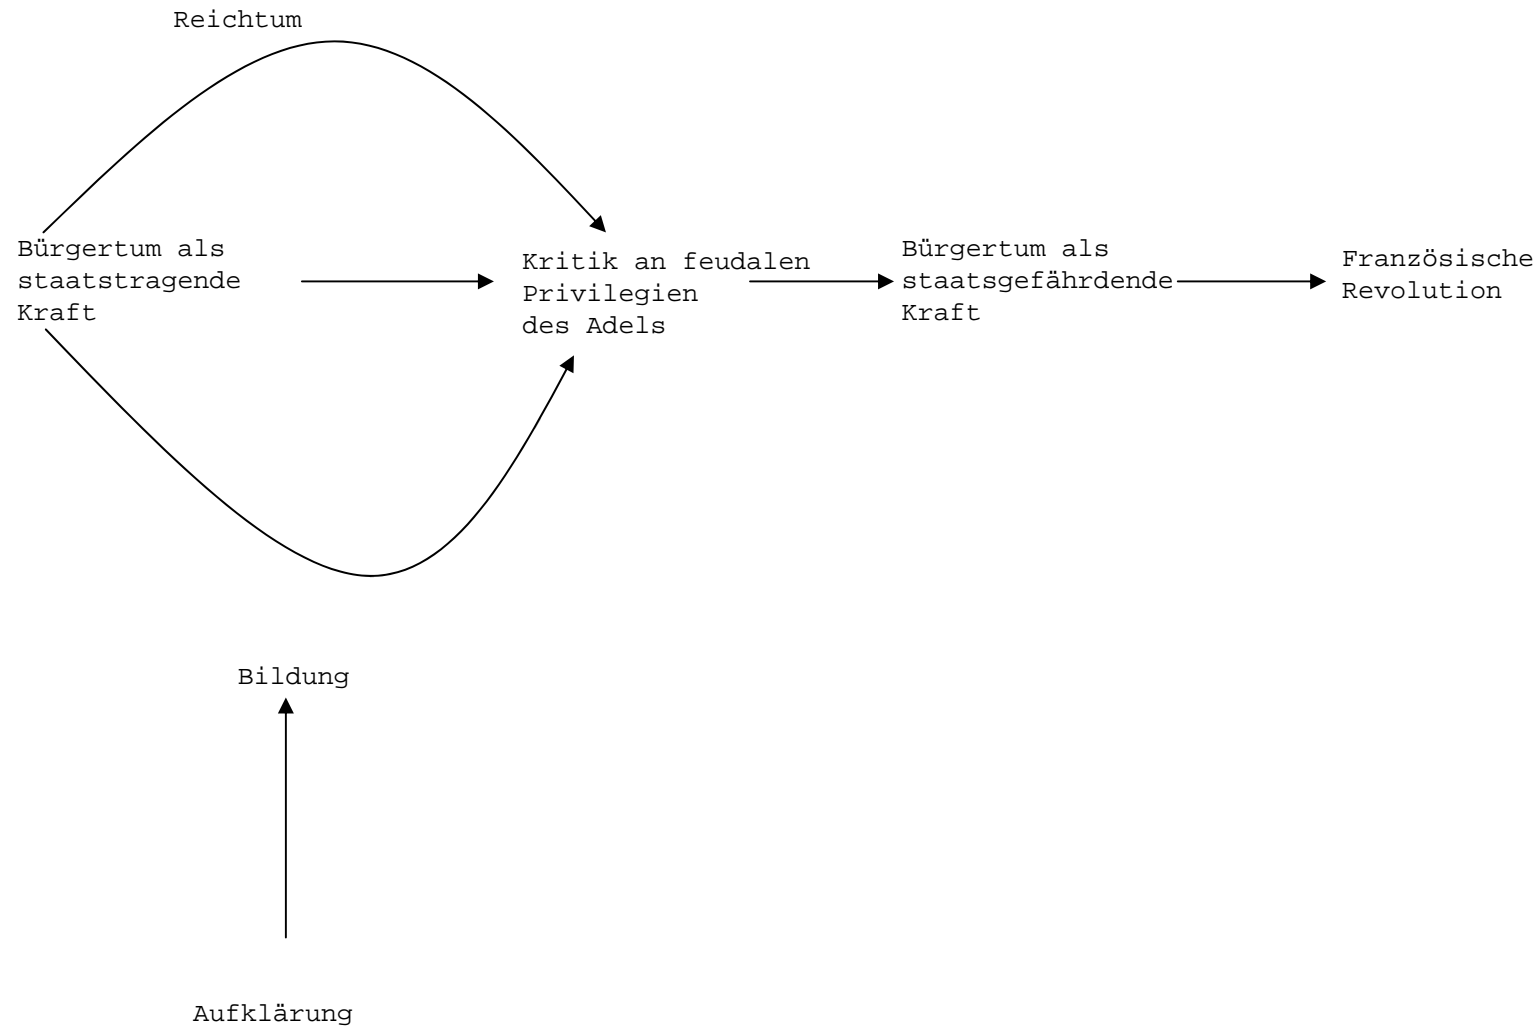 Reichtum
Bürgertum als
staatstragende
Kraft
Kritik an feudalen
Privilegien
des Adels
Bürgertum als
staatsgefährdende
Kraft
Französische
Revolution
Bildung
Aufklärung